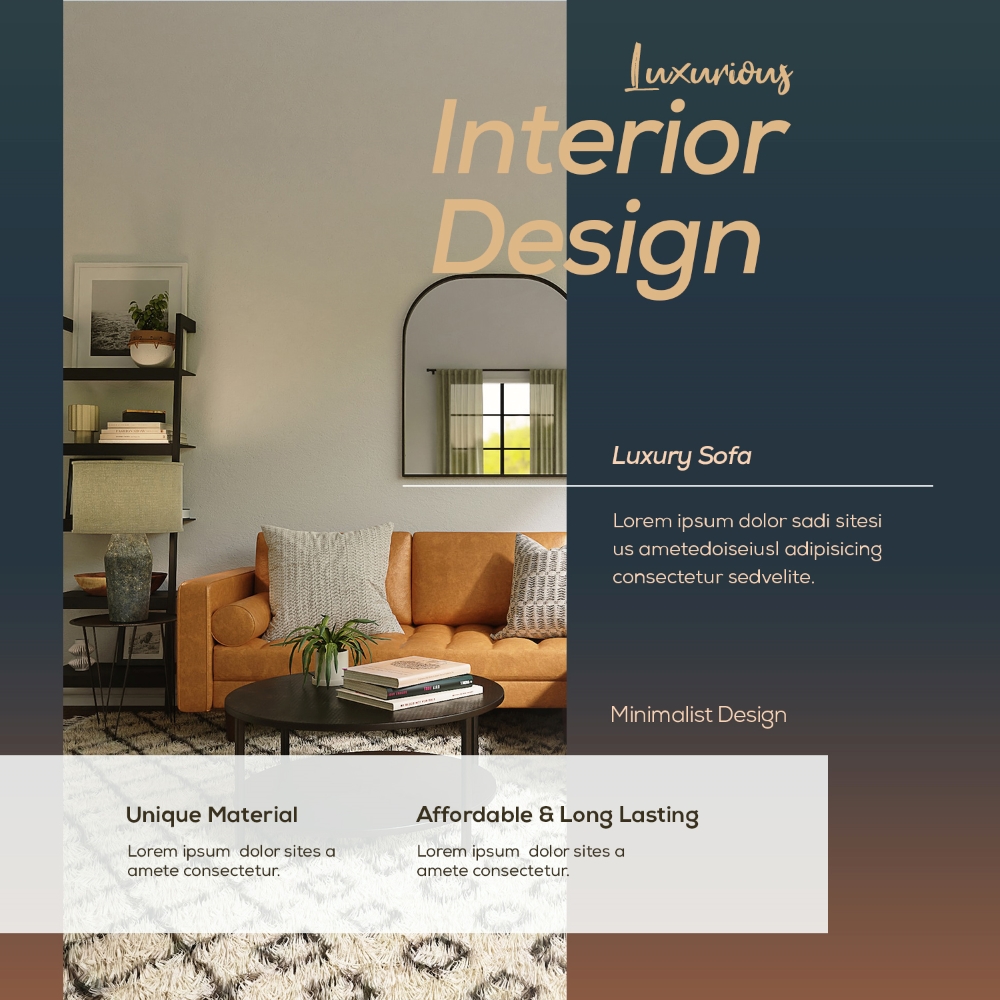 Luxurious
Interior
Design
Luxury Sofa
Lorem ipsum dolor sadi sitesi
us ametedoiseiusl adipisicing
consectetur sedvelite.
Minimalist Design
Unique Material
Lorem ipsum  dolor sites a
amete consectetur.
Affordable & Long Lasting
Lorem ipsum  dolor sites a
amete consectetur.